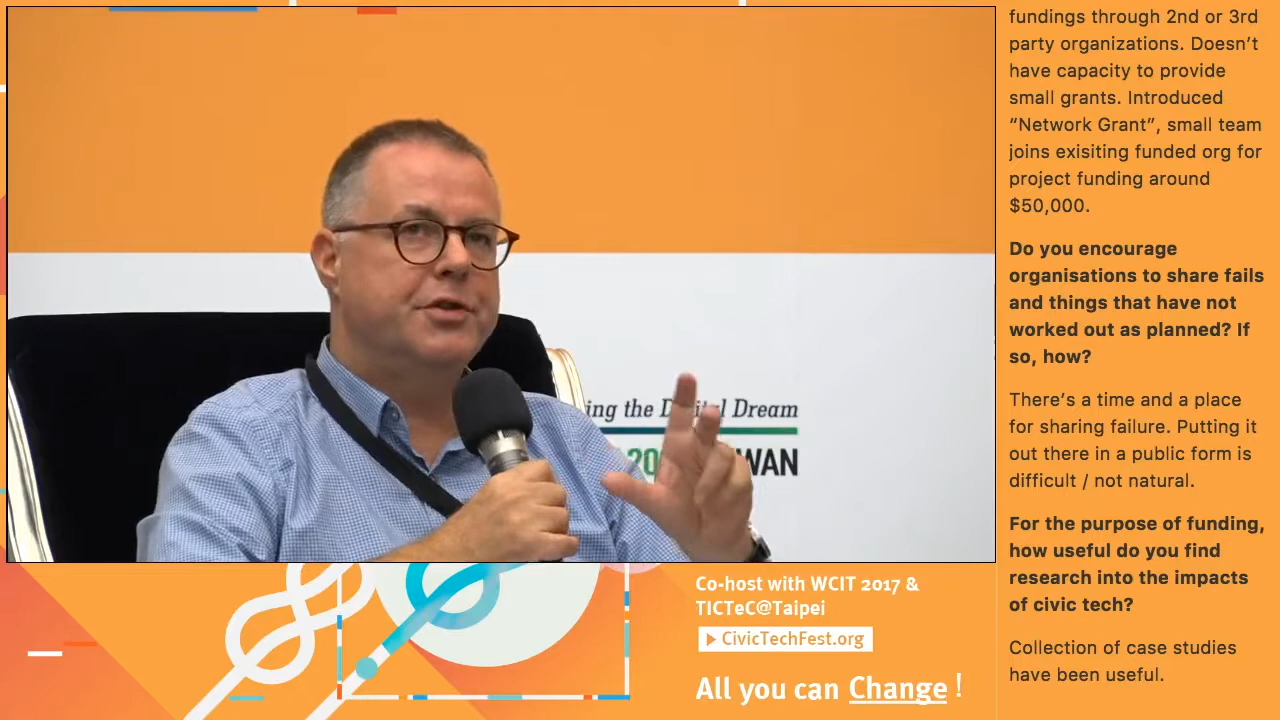 fundings through 2nd or 3rd
party organizations. Doesn’t
have capacity to provide
small grants. Introduced
“Network Grant”, small team
joins exisiting funded org for
project funding around
$50,000.
Do you encourage
organisations to share fails
and things that have not
worked out as planned? If
so, how?
There’s a time and a place
for sharing failure. Putting it
out there in a public form is
difficult / not natural.
For the purpose of funding,
how useful do you find
research into the impacts
of civic tech?
Collection of case studies
have been useful.
ing the Digital Dream
20 WAN
Co-host with WCIT 2017 &
TICTeC@Taipei
CivicTechFest.org
All you can Change !